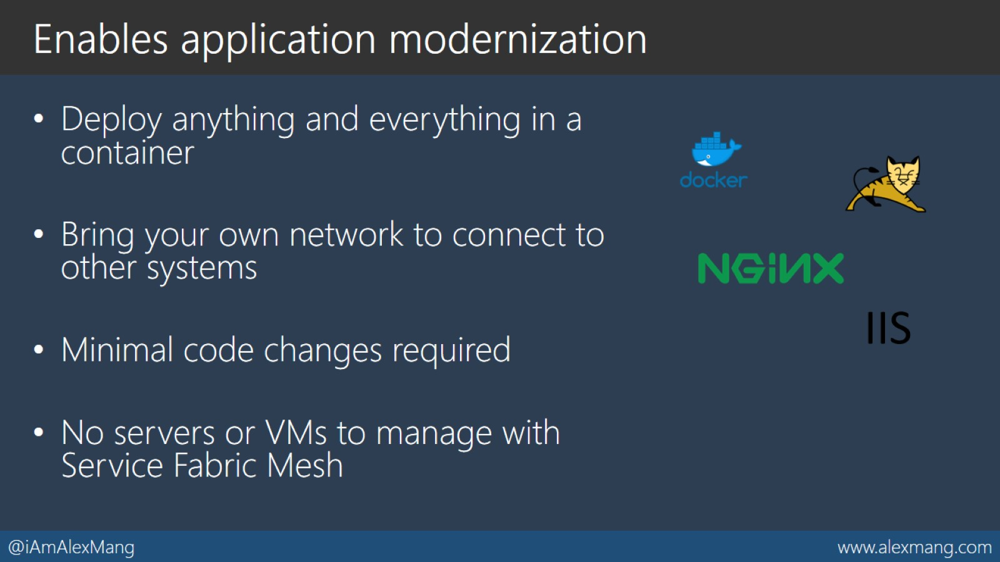 Enables application modernization
• Deploy anything and everything in a
container
• Bring your own network to connect to
other systems
• Minimal code changes required
• No servers or VMs to manage with
Service Fabric Mesh
docker
NGiNX
IIS
@iAmAlexMang
www.alexmang.com